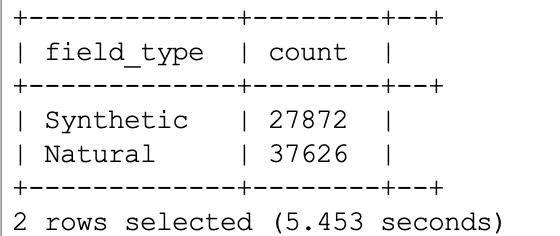 +-------------+--------+--+
| field_type  | count  |
+-------------+--------+--+
| Synthetic   | 27872  |
| Natural     | 37626  |
+-------------+--------+--+
2 rows selected (5.453 seconds)